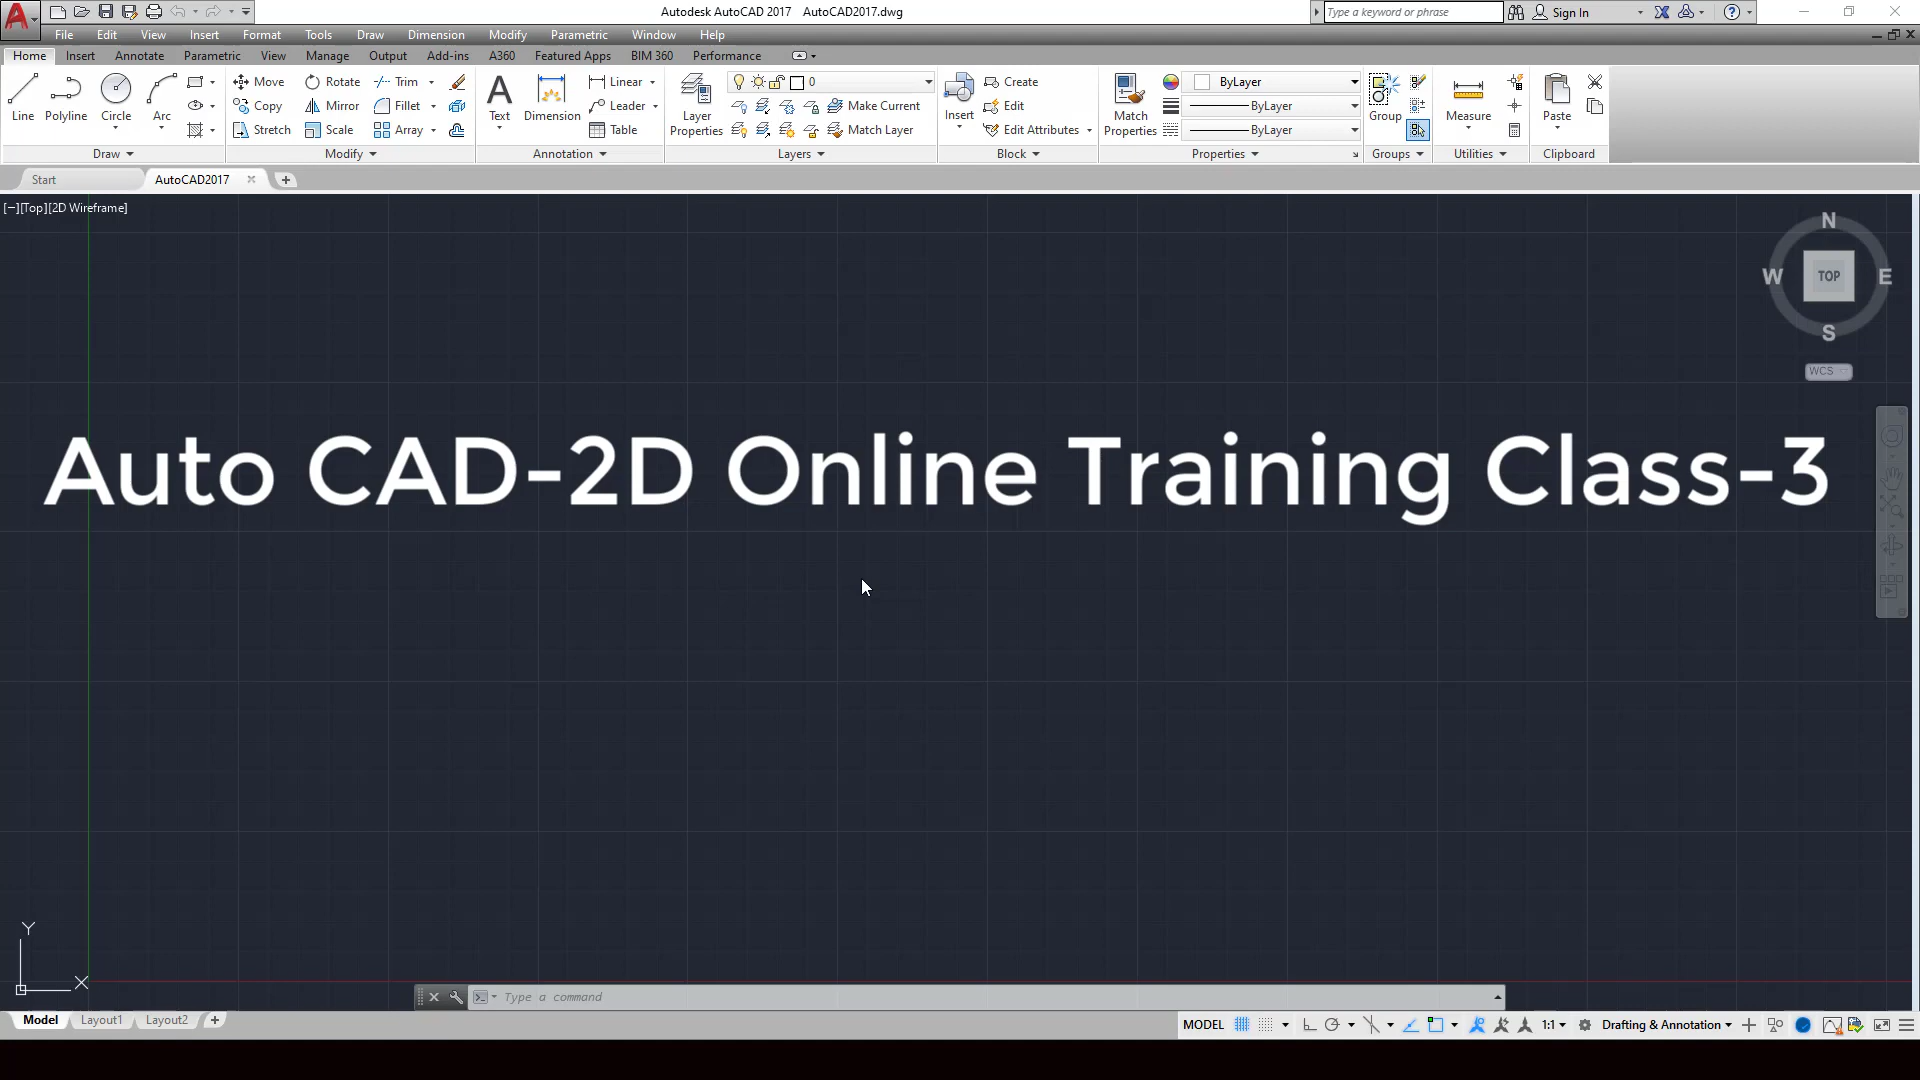 Autodesk AutoCAD 2017 AutoCAD2017.dwg
Type a keyword or phrase
Sign In
File Edit View Insert Format Tools Draw Dimension Modify Parametric Window Help
Home Insert Annotate Parametric View Manage Output Add-ins A360 Featured Apps BIM 360 Performance
Line Polyline Circle Arc
Move Rotate Trim
Copy Mirror Fillet
Stretch Scale Array
Text Dimension
Linear
Leader
Table
Layer Properties
0
Make Current
Match Layer
Insert
Create
Edit
Edit Attributes
Match Properties
ByLayer
ByLayer
ByLayer
Group
Measure
Paste
Draw Modify Annotation Layers Block Properties Groups Utilities Clipboard
Start AutoCAD2017
[−][Top][2D Wireframe]
N
W TOP E
S
WCS
Auto CAD-2D Online Training Class-3
Y
X
Type a command
Model Layout1 Layout2
MODEL 1:1 Drafting & Annotation